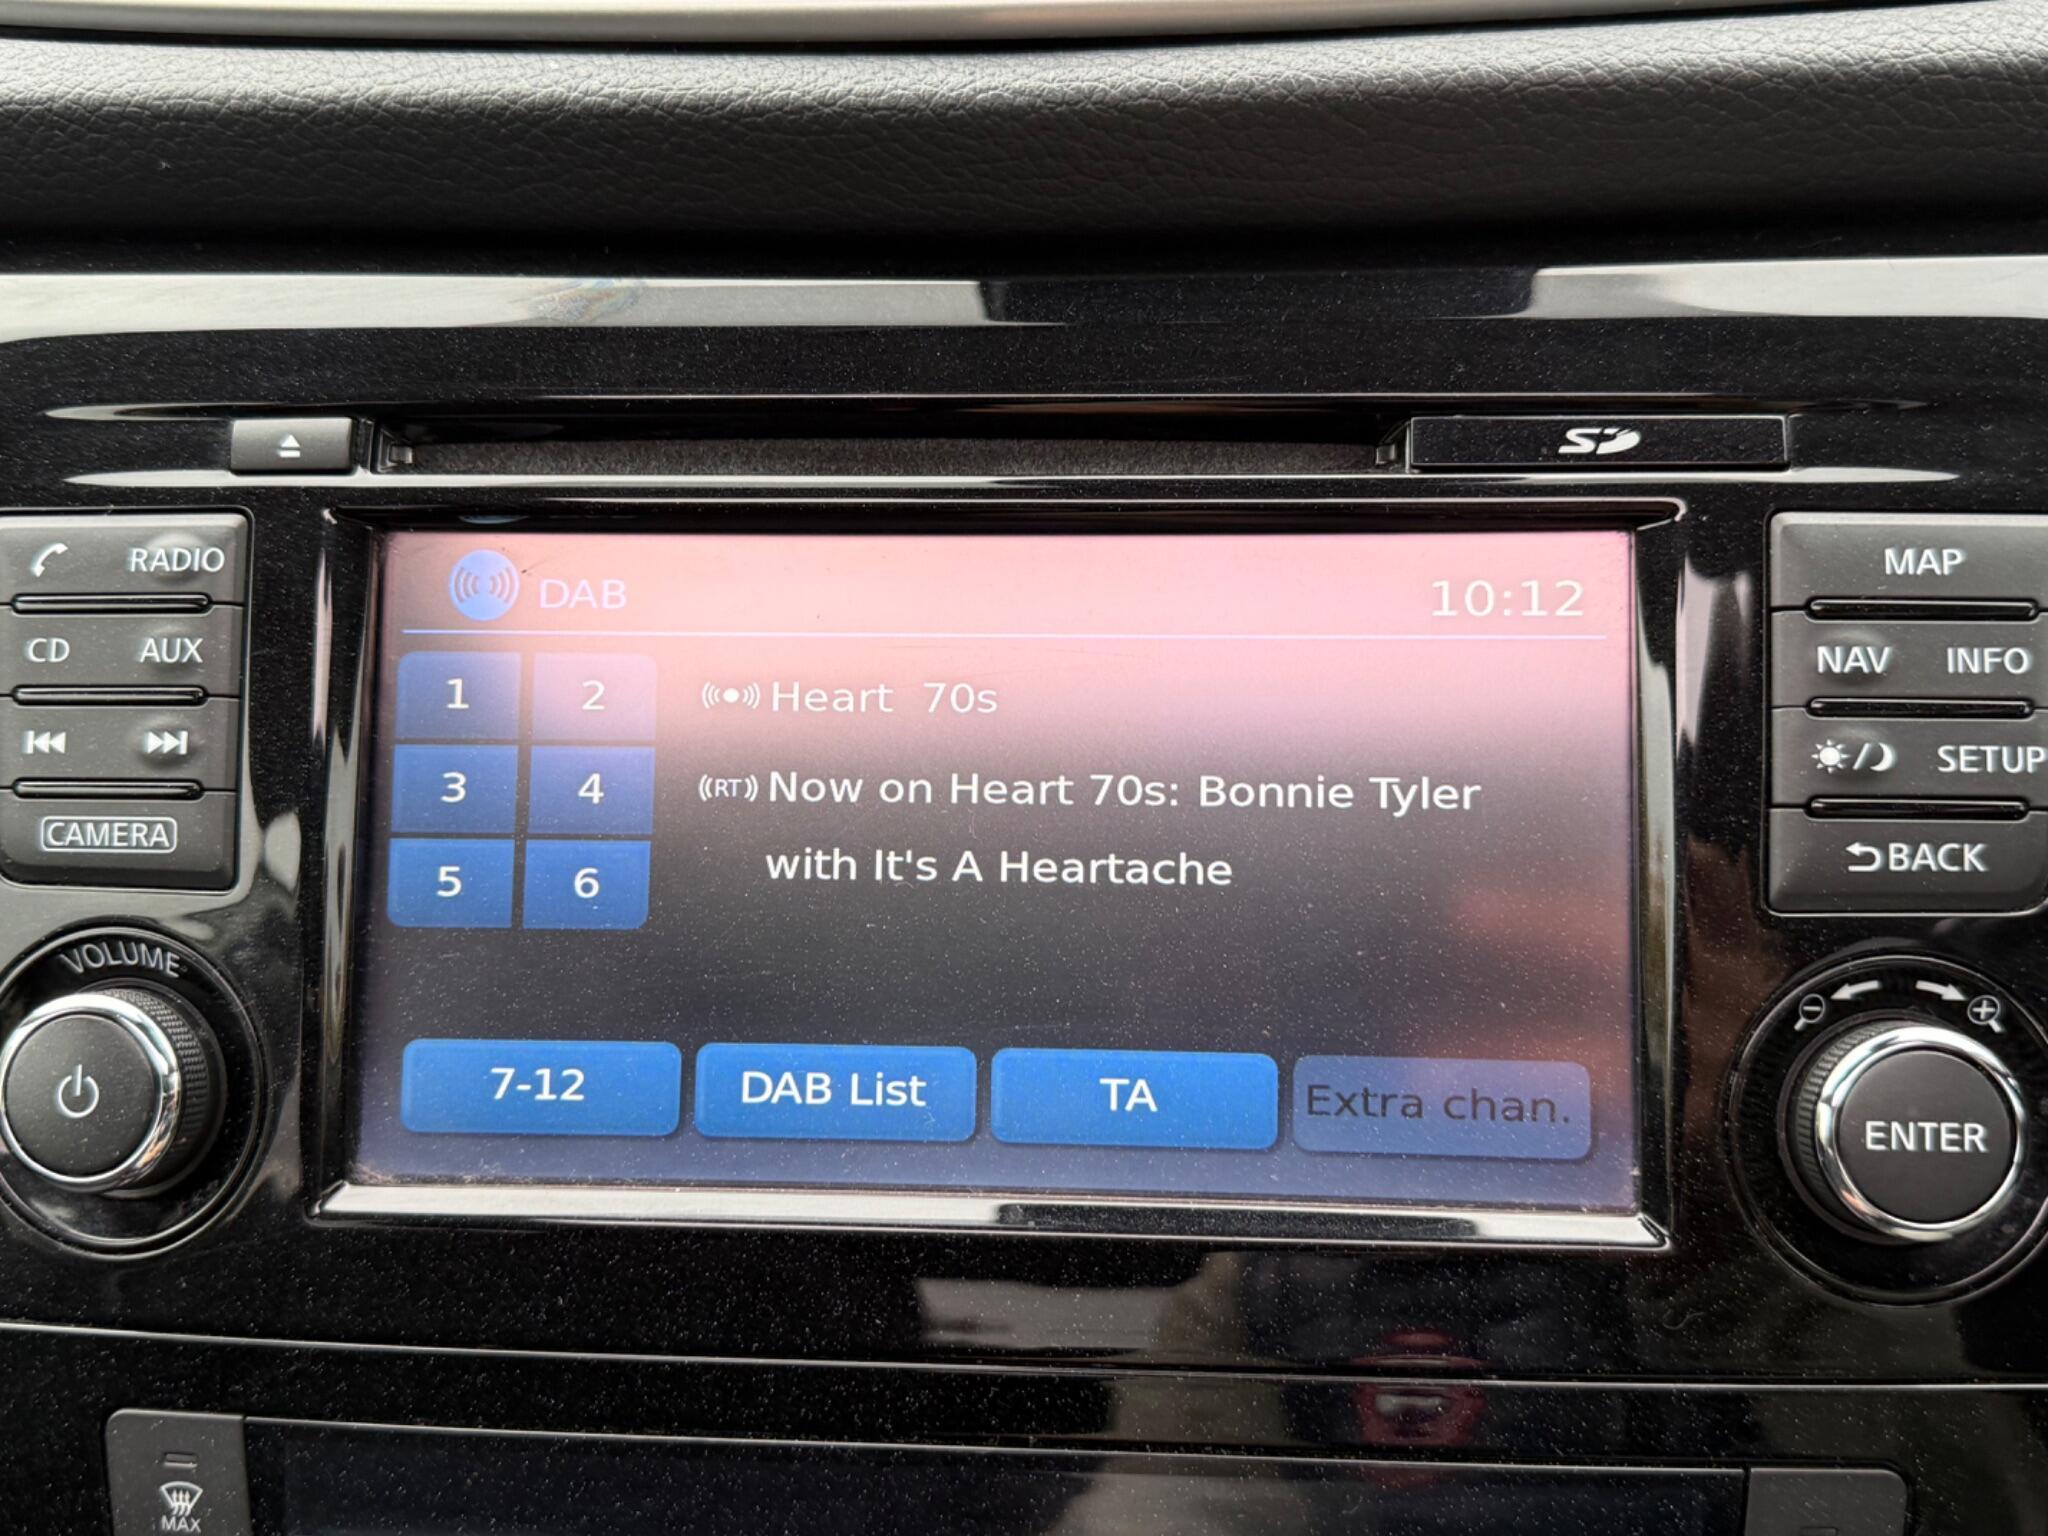 SD
RADIO
CD AUX
CAMERA
VOLUME
DAB 10:12
1 2
3 4
5 6
Heart 70s
RT Now on Heart 70s: Bonnie Tyler
with It's A Heartache
7-12 DAB List TA Extra chan.
MAP
NAV INFO
SETUP
BACK
ENTER
MAX